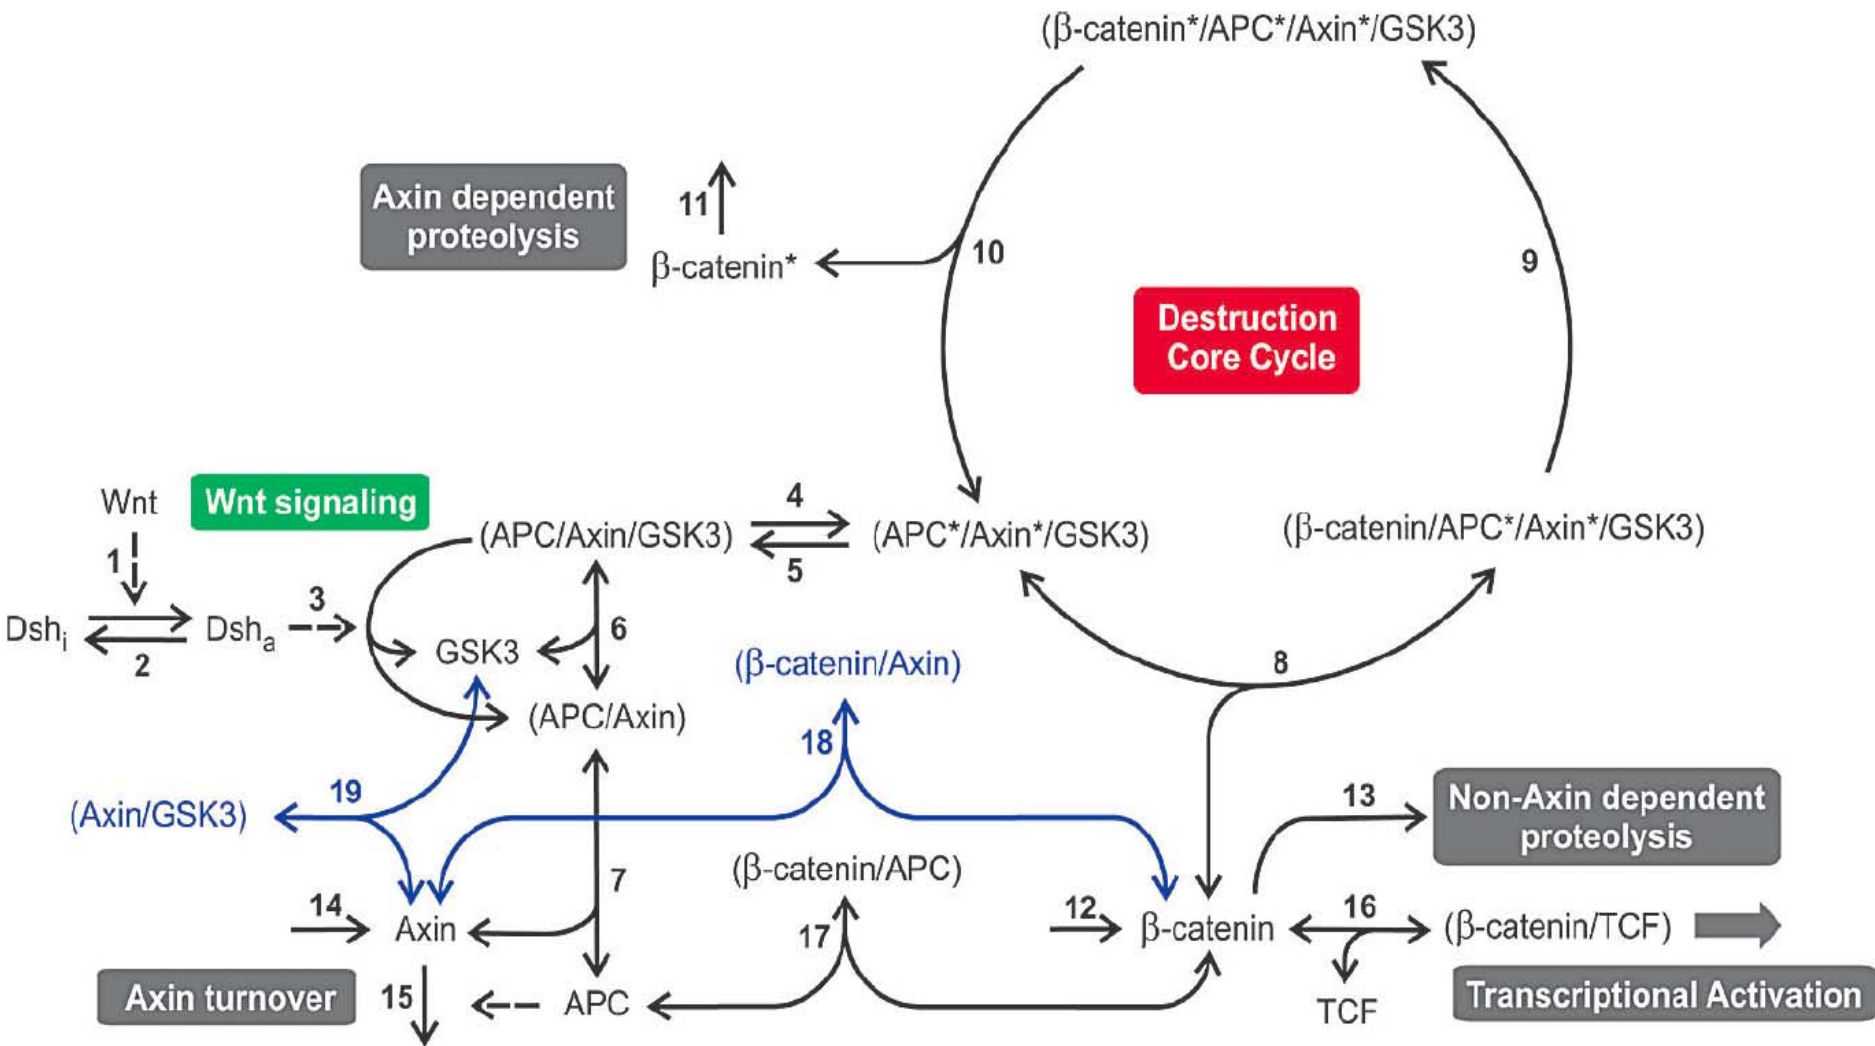 (β-catenin*/APC*/Axin*/GSK3)
Axin dependent
proteolysis
11
β-catenin*
10
9
Destruction
Core Cycle
Wnt
Wnt signaling
1
Dshi
2
Dsha
3
(APC/Axin/GSK3)
4
5
(APC*/Axin*/GSK3)
(β-catenin/APC*/Axin*/GSK3)
GSK3
6
(APC/Axin)
(β-catenin/Axin)
8
18
(Axin/GSK3)
19
13
Non-Axin dependent
proteolysis
7
(β-catenin/APC)
14
Axin
17
12
β-catenin
16
(β-catenin/TCF)
Axin turnover
15
APC
TCF
Transcriptional Activation